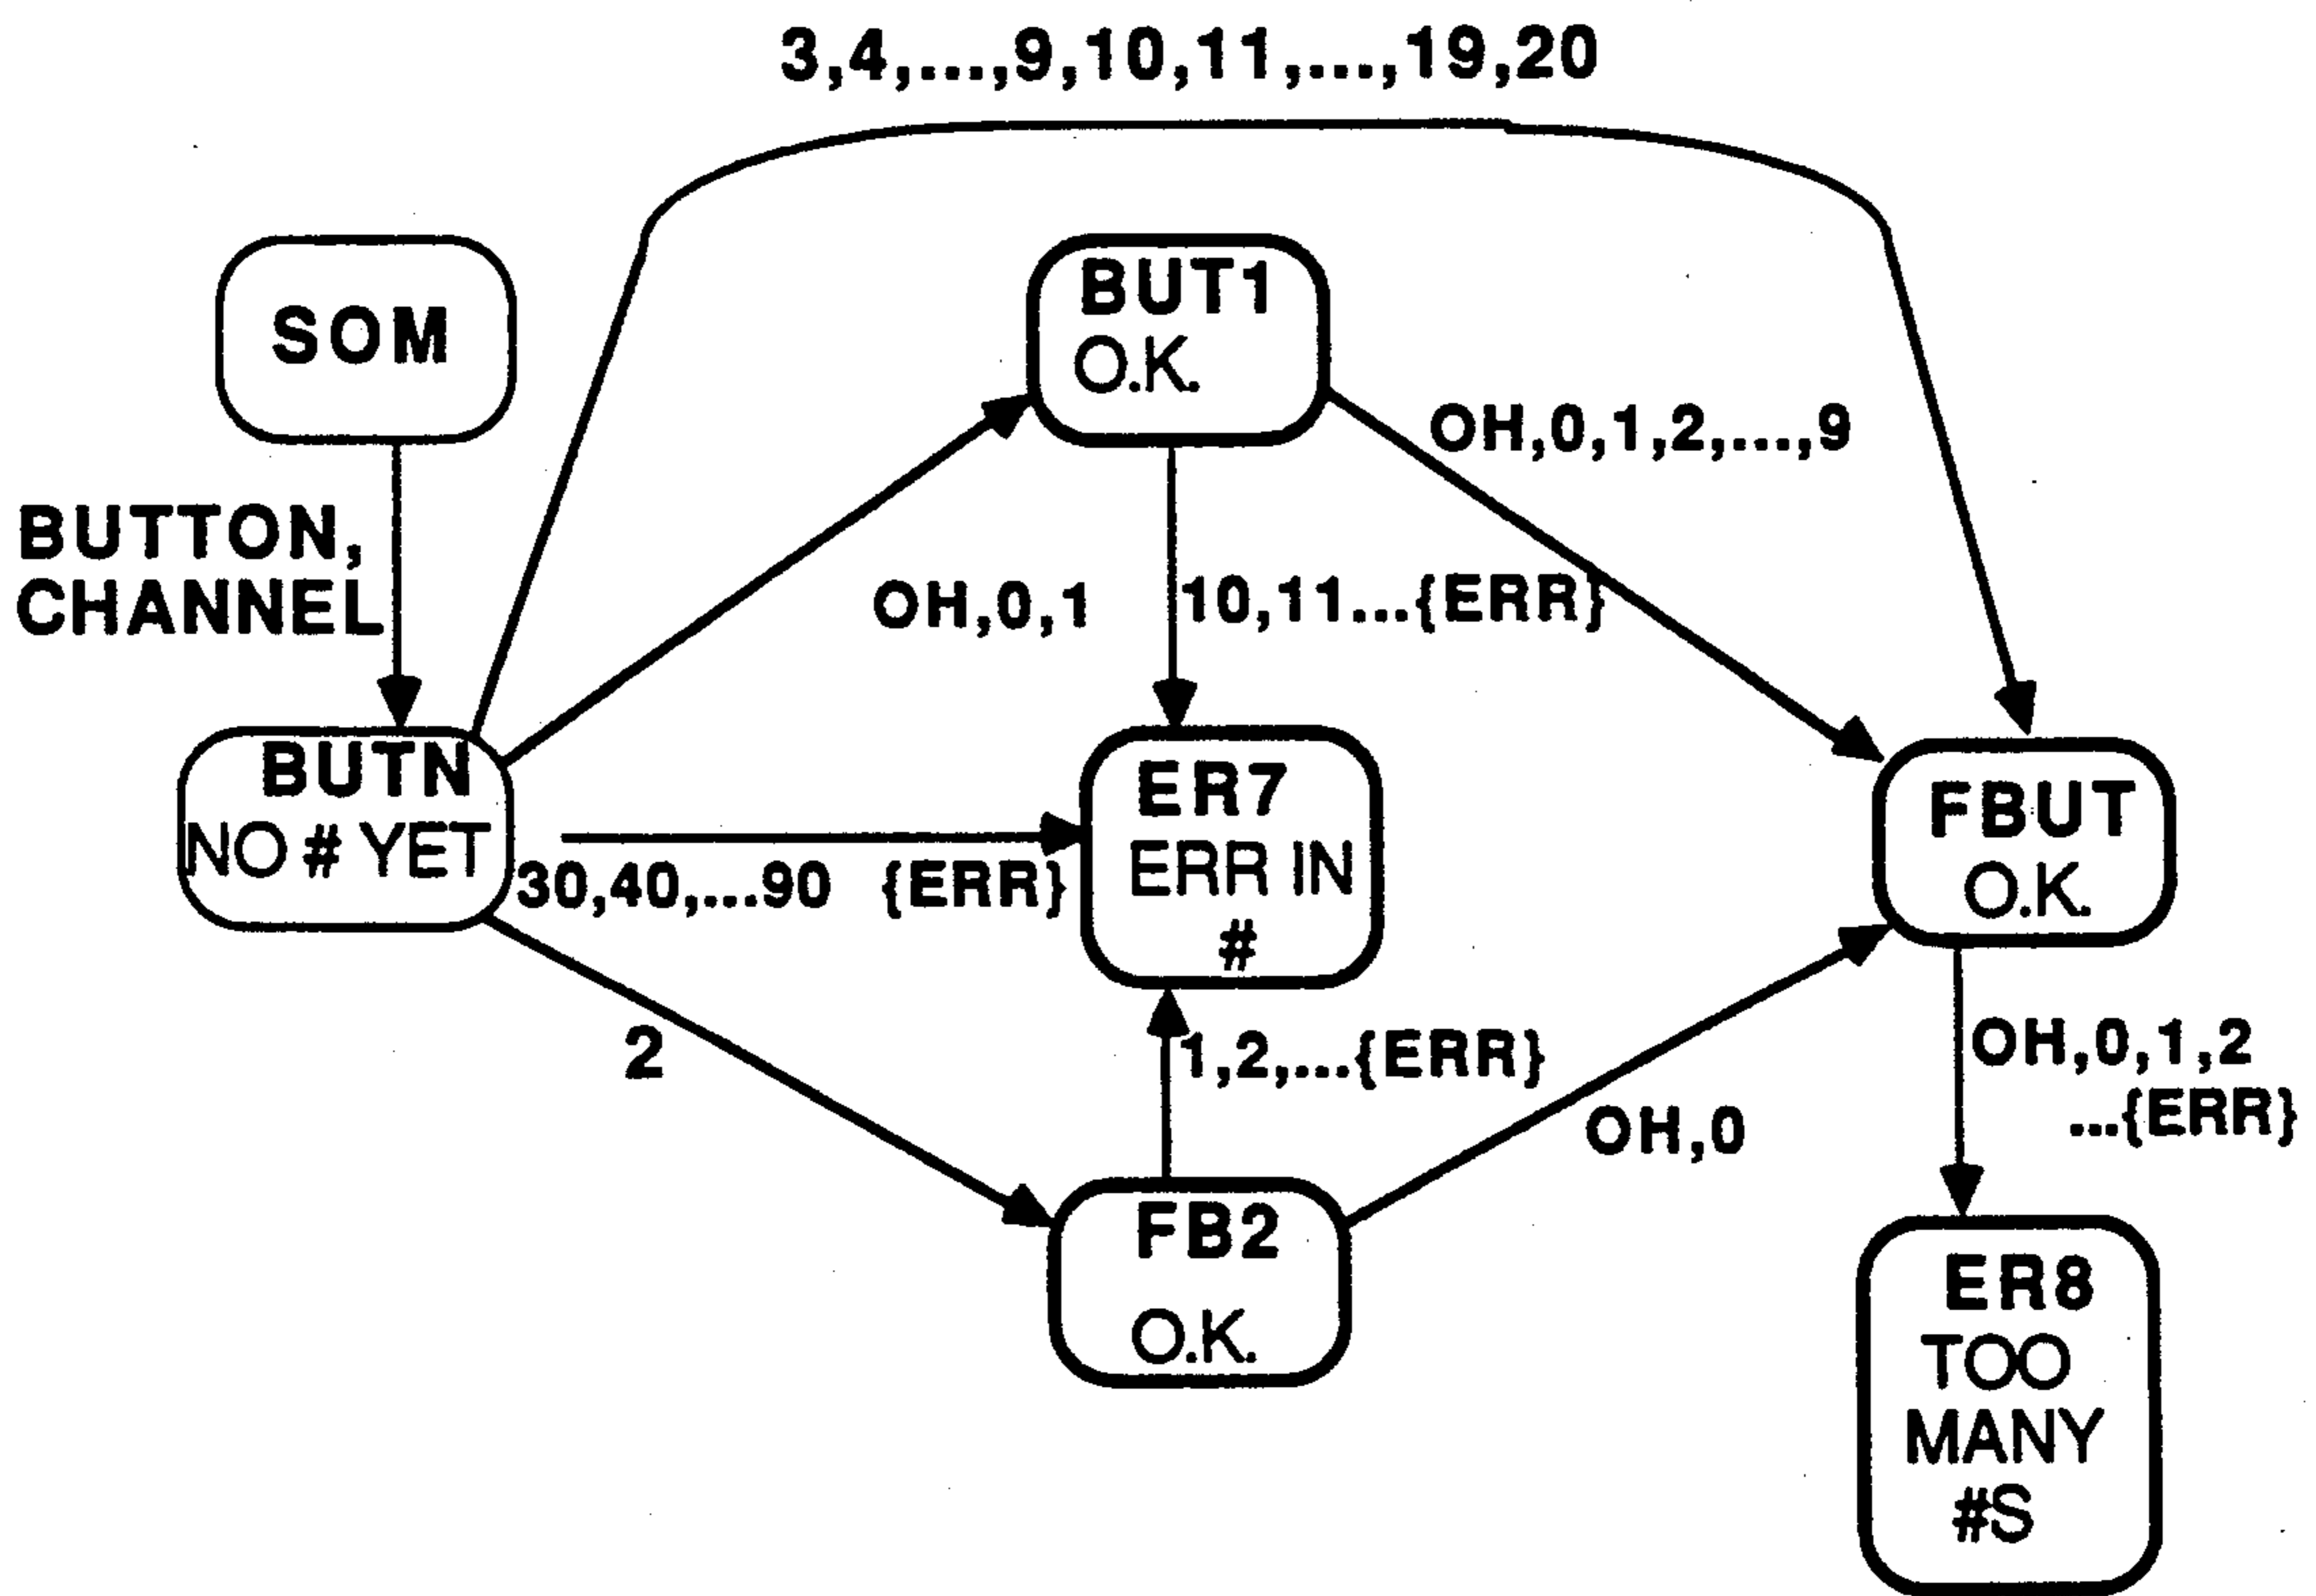 3,4,...,9,10,11,...,19,20
SOM
BUT1
O.K.
OH,0,1,2,...,9
BUTTON,
CHANNEL
OH,0,1
10,11...{ERR}
BUTN
NO # YET
ER7
ERR IN
#
FBUT
O.K.
30,40,...90 {ERR}
2
1,2,...{ERR}
OH,0
OH,0,1,2
...{ERR}
FB2
O.K.
ER8
TOO
MANY
#S